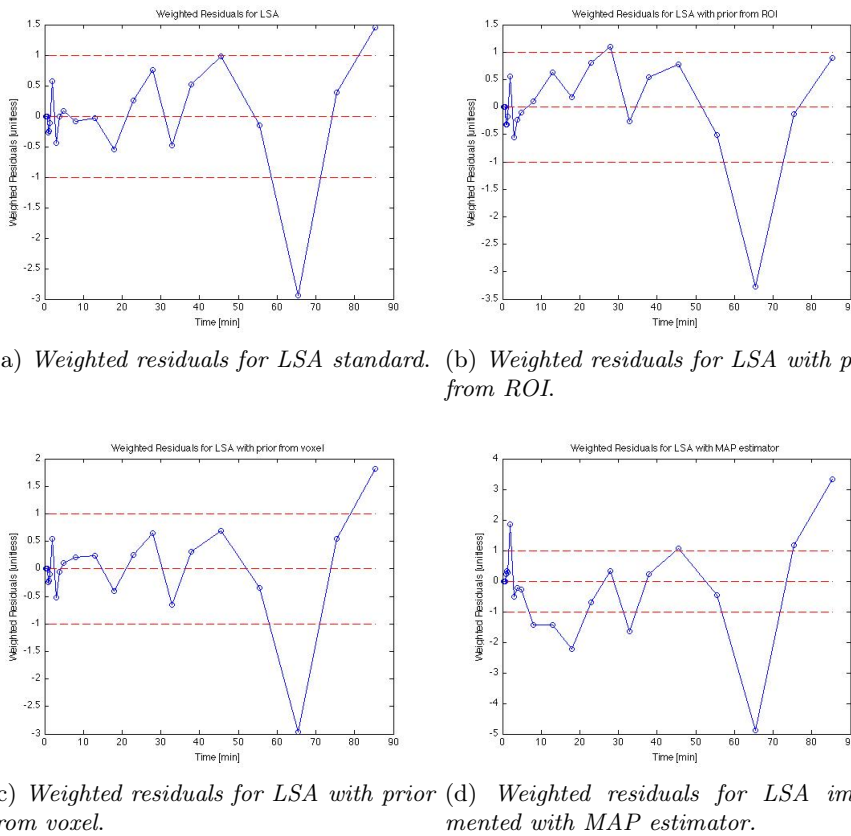 Weighted Residuals for LSA
Weighted Residuals [unitless]
1.5
1
0.5
0
-0.5
-1
-1.5
-2
-2.5
-3
0 10 20 30 40 50 60 70 80 90
Time [min]
Weighted Residuals for LSA with prior from ROI
Weighted Residuals [unitless]
1.5
1
0.5
0
-0.5
-1
-1.5
-2
-2.5
-3
-3.5
0 10 20 30 40 50 60 70 80
Time [min]
a) Weighted residuals for LSA standard.
(b) Weighted residuals for LSA with p
from ROI.
Weighted Residuals for LSA with prior from voxel
Weighted Residuals [unitless]
2
1.5
1
0.5
0
-0.5
-1
-1.5
-2
-2.5
-3
0 10 20 30 40 50 60 70 80 90
Time [min]
Weighted Residuals for LSA with MAP estimator
Weighted Residuals [unitless]
4
3
2
1
0
-1
-2
-3
-4
-5
0 10 20 30 40 50 60 70 80
Time [min]
c) Weighted residuals for LSA with prior
rom voxel.
(d) Weighted residuals for LSA im
mented with MAP estimator.